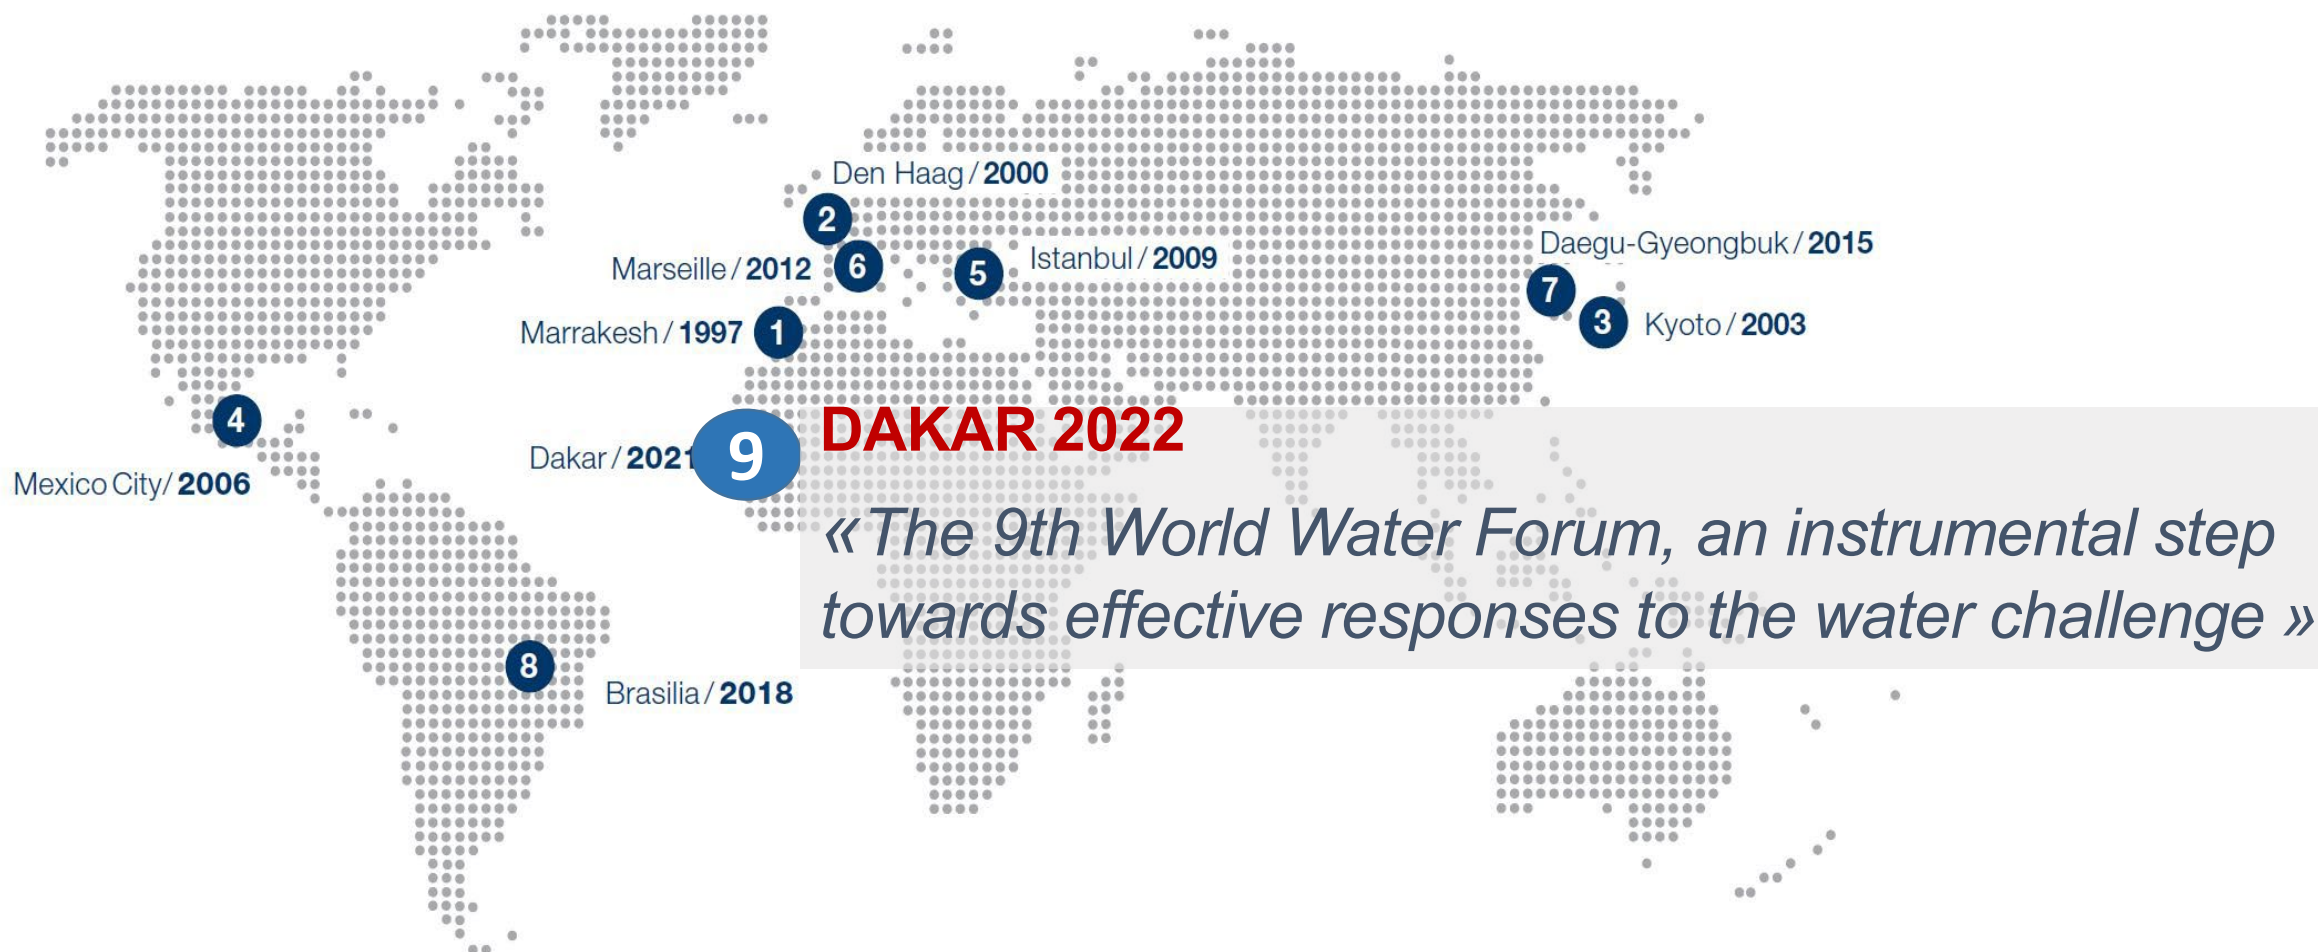 Den Haag / 2000
2
Daegu-Gyeongbuk / 2015
Marseille / 2012
6
5
Istanbul / 2009
7
Marrakesh / 1997
1
3
Kyoto / 2003
4
DAKAR 2022
Dakar / 2021
9
Mexico City / 2006
« The 9th World Water Forum, an instrumental step
towards effective responses to the water challenge »
8
Brasilia / 2018